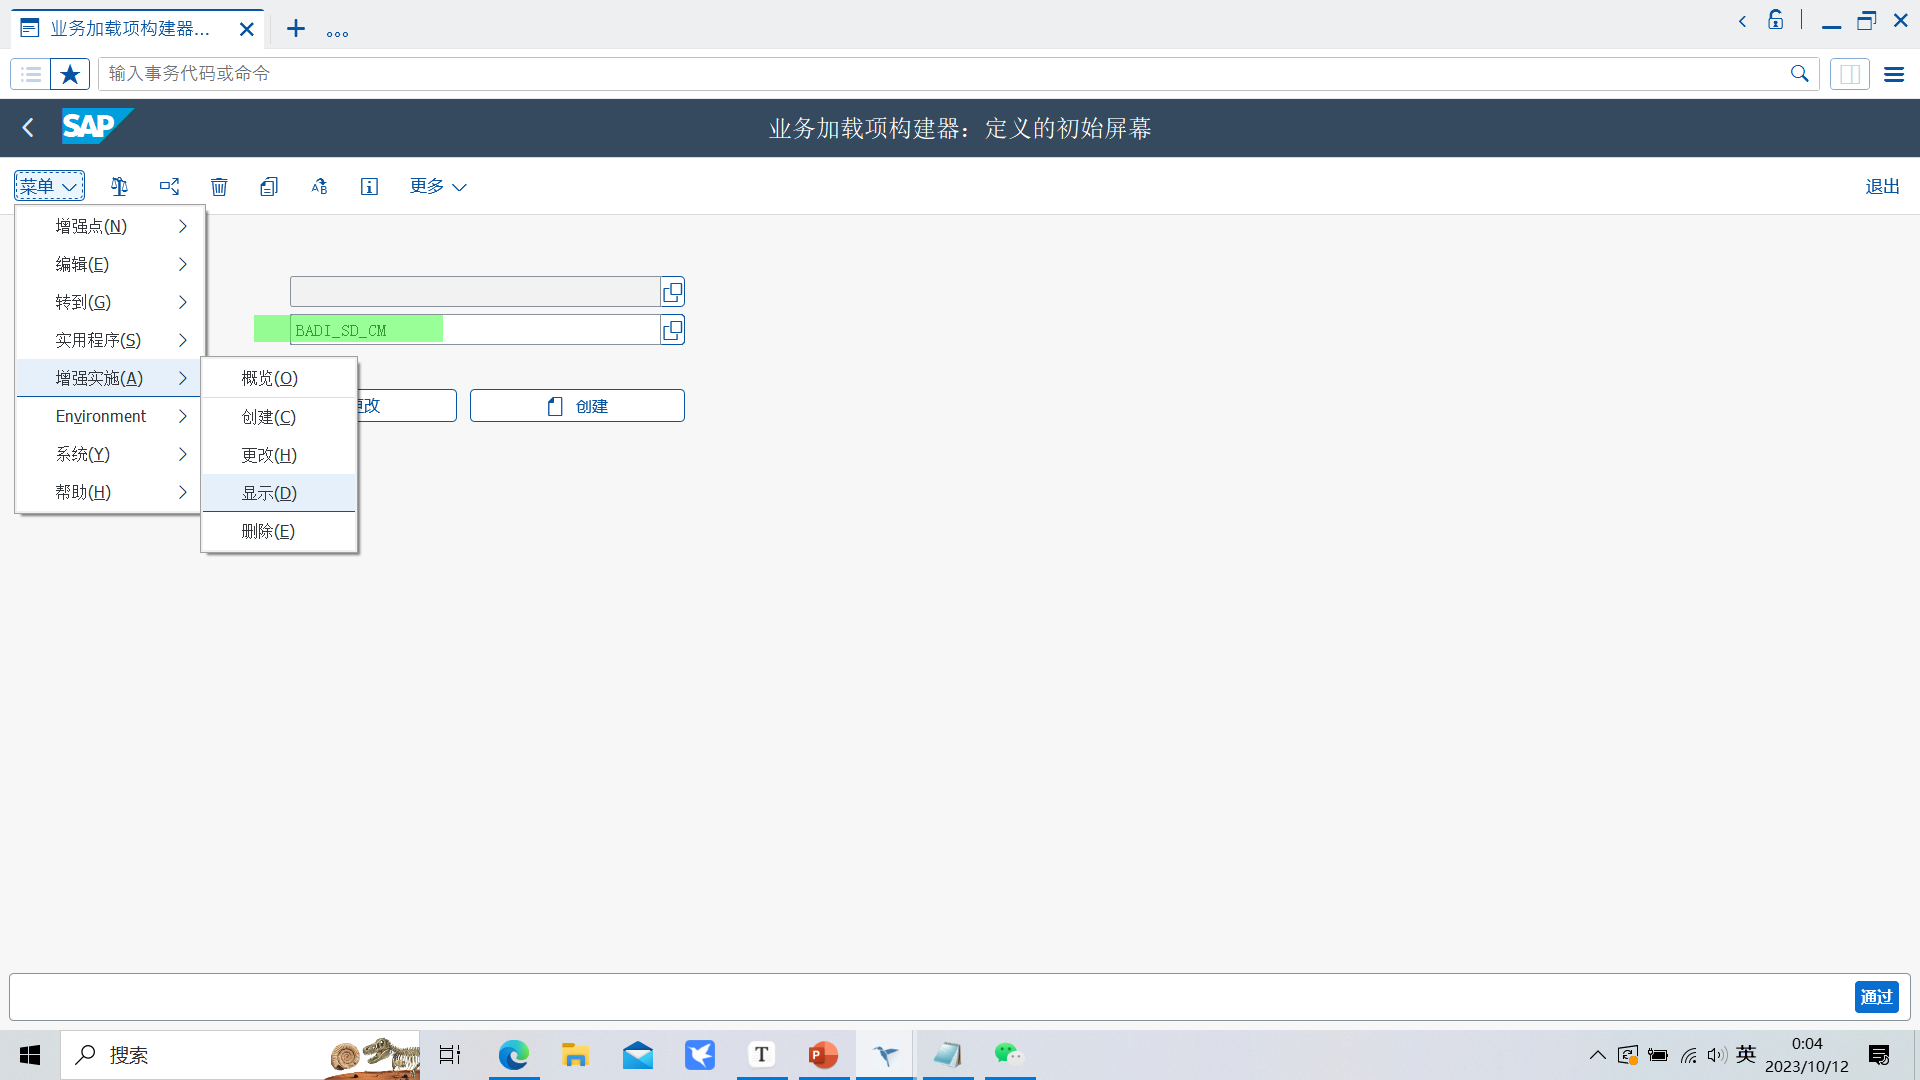 业务加载项构建器...
输入事务代码或命令
SAP
业务加载项构建器：定义的初始屏幕
菜单
更多
退出
增强点(N)
编辑(E)
转到(G)
实用程序(S)
BADI_SD_CM
增强实施(A)
概览(O)
更改
创建
Environment
创建(C)
系统(Y)
更改(H)
帮助(H)
显示(D)
删除(E)
通过
搜索
英
0:04
2023/10/12